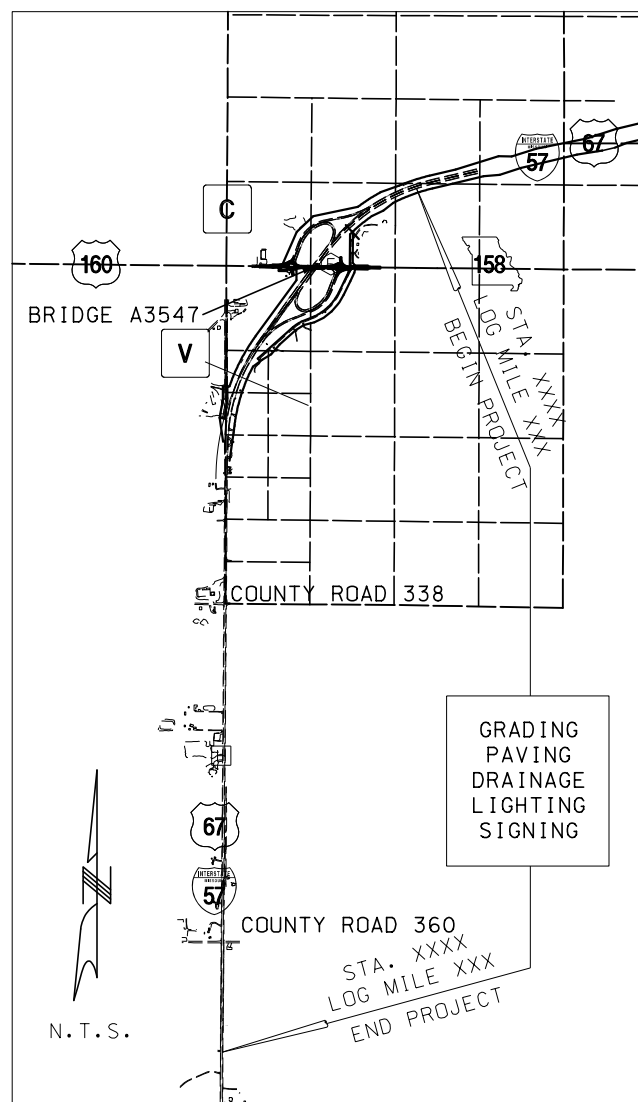 INTERSTATE
57
67
C
160
158
BRIDGE A3547
V
STA. XXXX
LOG MILE XXX
BEGIN PROJECT
COUNTY ROAD 338
GRADING
PAVING
DRAINAGE
LIGHTING
SIGNING
67
INTERSTATE
57
N
COUNTY ROAD 360
STA. XXXX
LOG MILE XXX
END PROJECT
N.T.S.